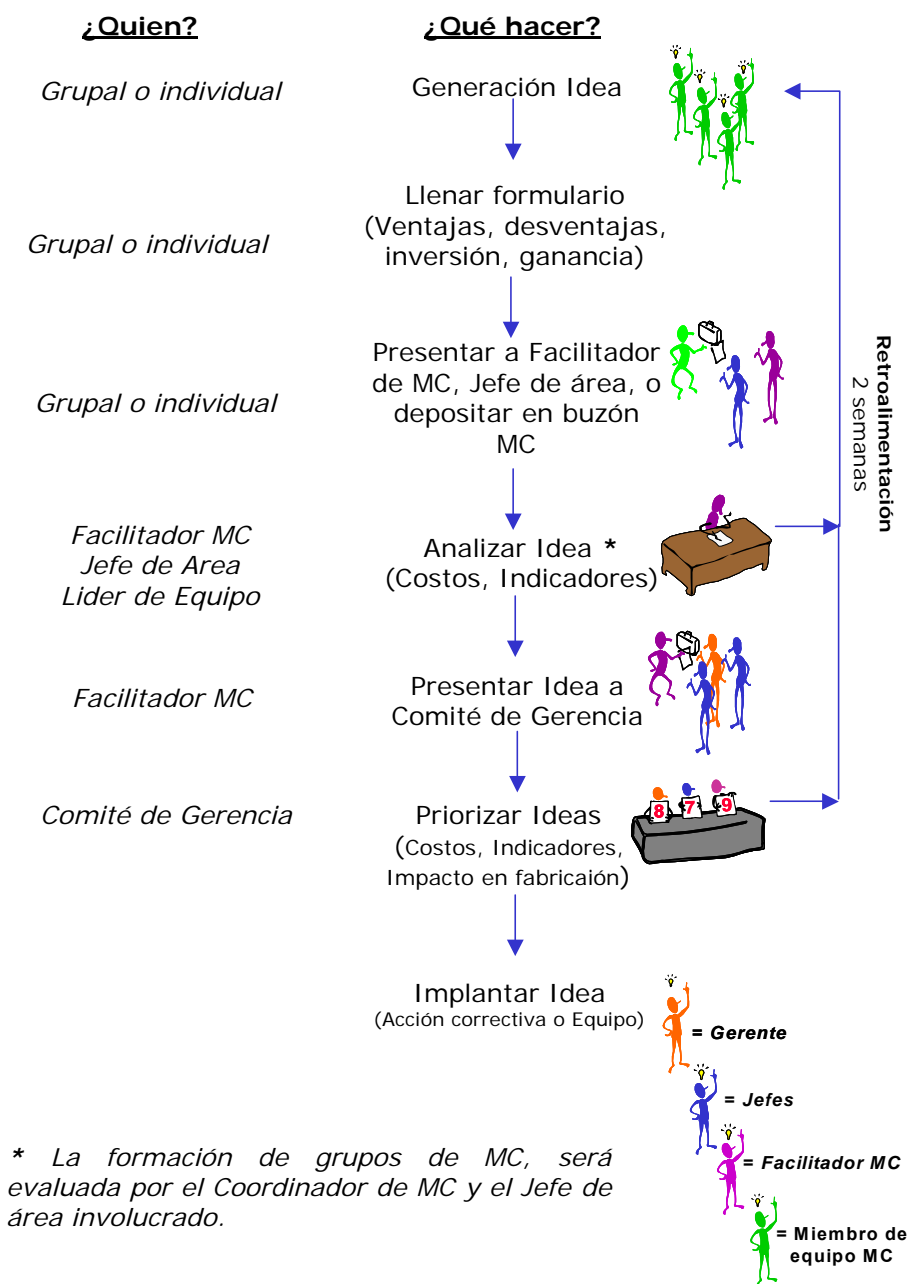 ¿Quien? ¿Qué hacer?
Grupal o individual Generación Idea
Llenar formulario
(Ventajas, desventajas,
Grupal o individual inversión, ganancia)
Presentar a Facilitador
de MC, Jefe de área, o
Grupal o individual depositar en buzón
MC
Retroalimentación
2 semanas
Facilitador MC
Jefe de Area
Lider de Equipo
Analizar Idea *
(Costos, Indicadores)
Facilitador MC
Presentar Idea a
Comité de Gerencia
Comité de Gerencia Priorizar Ideas
8 7 9
(Costos, Indicadores,
Impacto en fabricaión)
Implantar Idea
(Acción correctiva o Equipo)
= Gerente
= Jefes
= Facilitador MC
= Miembro de
equipo MC
* La formación de grupos de MC, será
evaluada por el Coordinador de MC y el Jefe de
área involucrado.